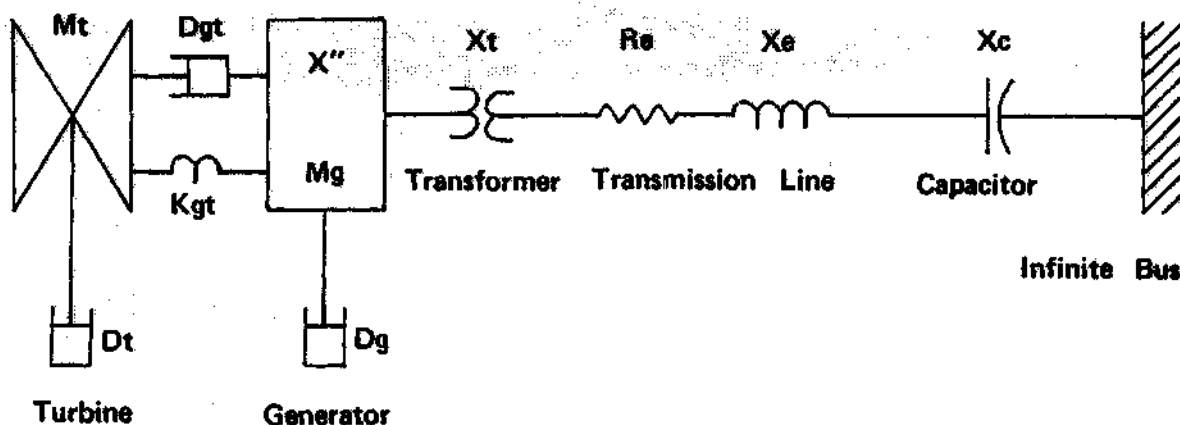 Mt
Dgt
X"
Xt
Re
Xe
Xc
Mg
Kgt
Transformer
Transmission Line
Capacitor
Infinite Bus
Dt
Dg
Turbine
Generator